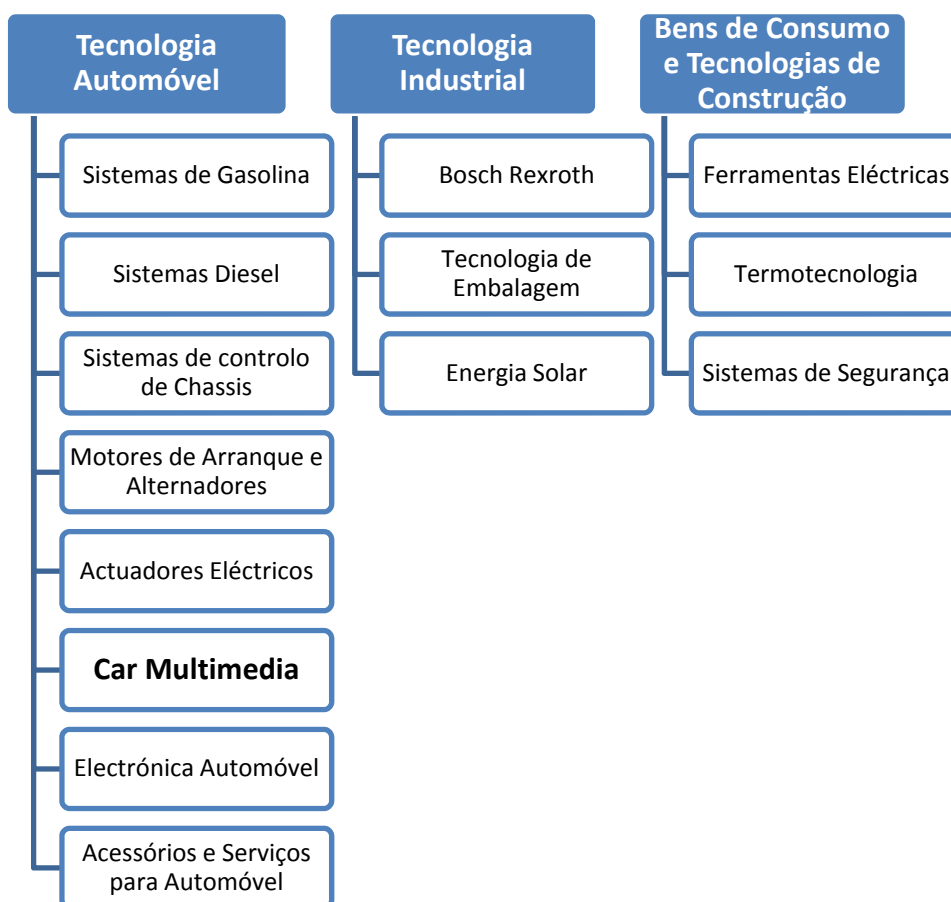 Tecnologia
Automóvel
Sistemas de Gasolina
Sistemas Diesel
Sistemas de controlo
de Chassis
Motores de Arranque e
Alternadores
Actuadores Eléctricos
Car Multimedia
Electrónica Automóvel
Acessórios e Serviços
para Automóvel
Tecnologia
Industrial
Bosch Rexroth
Tecnologia de
Embalagem
Energia Solar
Bens de Consumo
e Tecnologias de
Construção
Ferramentas Eléctricas
Termotecnologia
Sistemas de Segurança